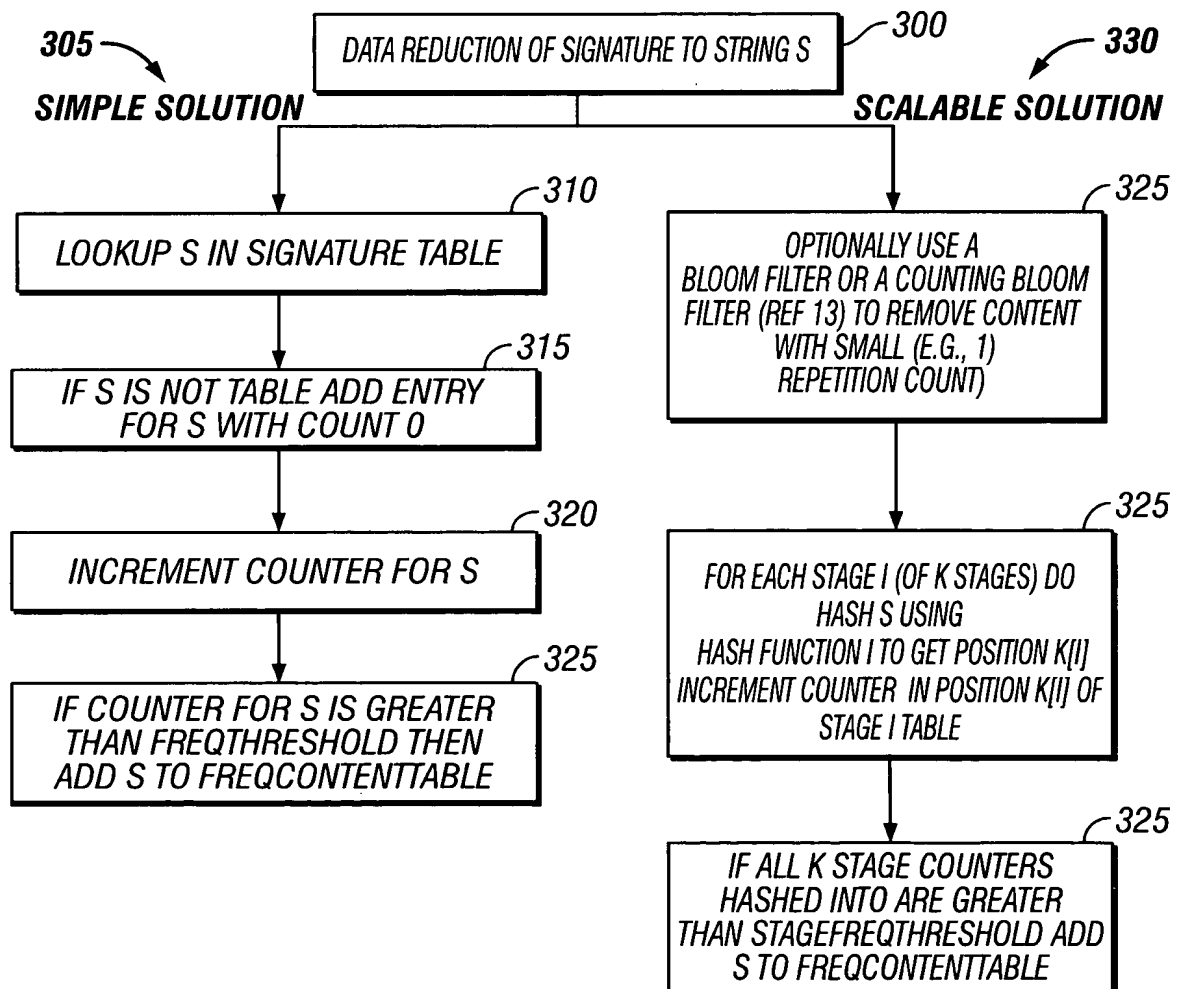 300
DATA REDUCTION OF SIGNATURE TO STRING S
305
SIMPLE SOLUTION
310
LOOKUP S IN SIGNATURE TABLE
315
IF S IS NOT TABLE ADD ENTRY
FOR S WITH COUNT 0
320
INCREMENT COUNTER FOR S
325
IF COUNTER FOR S IS GREATER
THAN FREQTHRESHOLD THEN
ADD S TO FREQCONTENTTABLE
330
SCALABLE SOLUTION
325
OPTIONALLY USE A
BLOOM FILTER OR A COUNTING BLOOM
FILTER (REF 13) TO REMOVE CONTENT
WITH SMALL (E.G., 1)
REPETITION COUNT)
325
FOR EACH STAGE I (OF K STAGES) DO
HASH S USING
HASH FUNCTION I TO GET POSITION K[I]
INCREMENT COUNTER IN POSITION K[I] OF
STAGE I TABLE
325
IF ALL K STAGE COUNTERS
HASHED INTO ARE GREATER
THAN STAGEFREQTHRESHOLD ADD
S TO FREQCONTENTTABLE